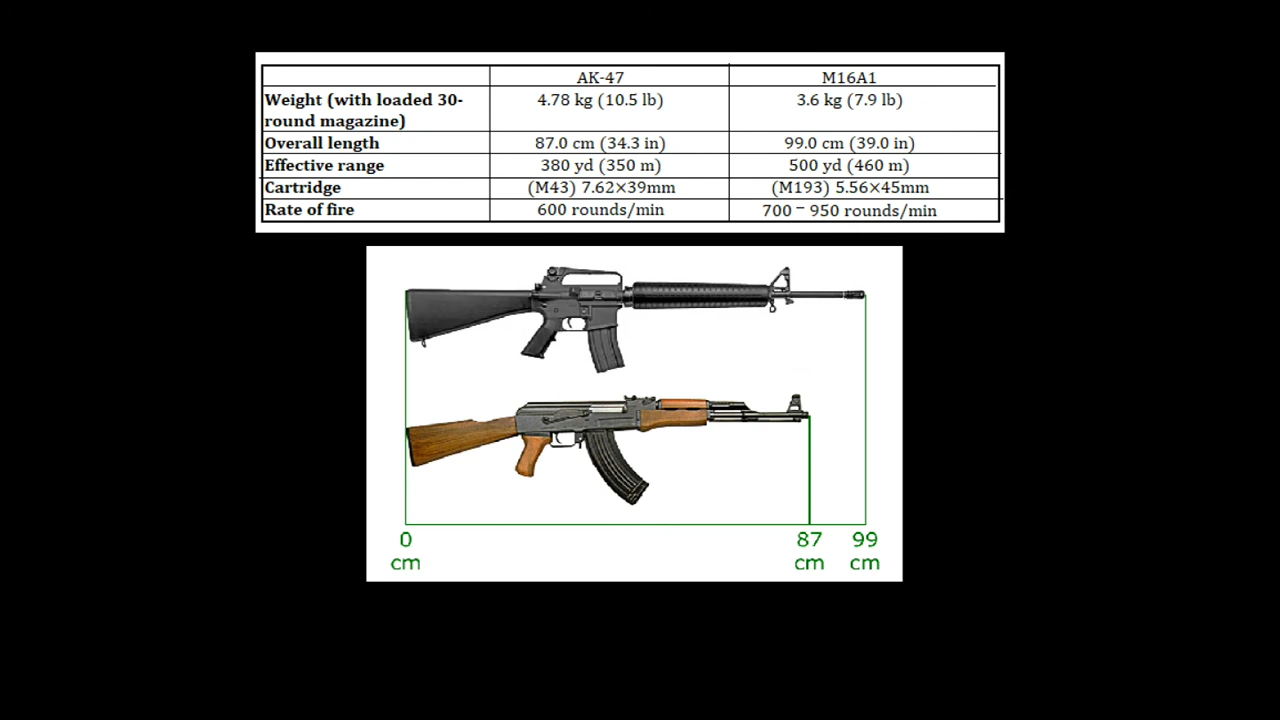 AK-47 M16A1
Weight (with loaded 30- 4.78 kg (10.5 lb) 3.6 kg (7.9 lb)
round magazine)
Overall length 87.0 cm (34.3 in) 99.0 cm (39.0 in)
Effective range 380 yd (350 m) 500 yd (460 m)
Cartridge (M43) 7.62×39mm (M193) 5.56×45mm
Rate of fire 600 rounds/min 700 – 950 rounds/min
0 87 99
cm cm cm